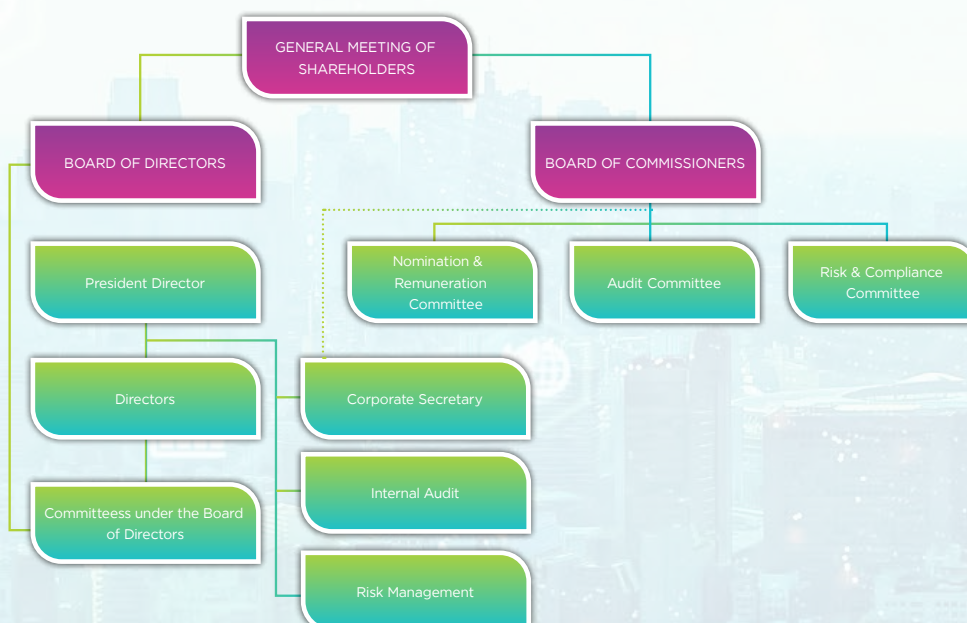 GENERAL MEETING OF
SHAREHOLDERS
BOARD OF DIRECTORS
BOARD OF COMMISSIONERS
President Director
Nomination &
Remuneration
Committee
Audit Committee
Risk & Compliance
Committee
Directors
Corporate Secretary
Internal Audit
Committeess under the Board
of Directors
Risk Management